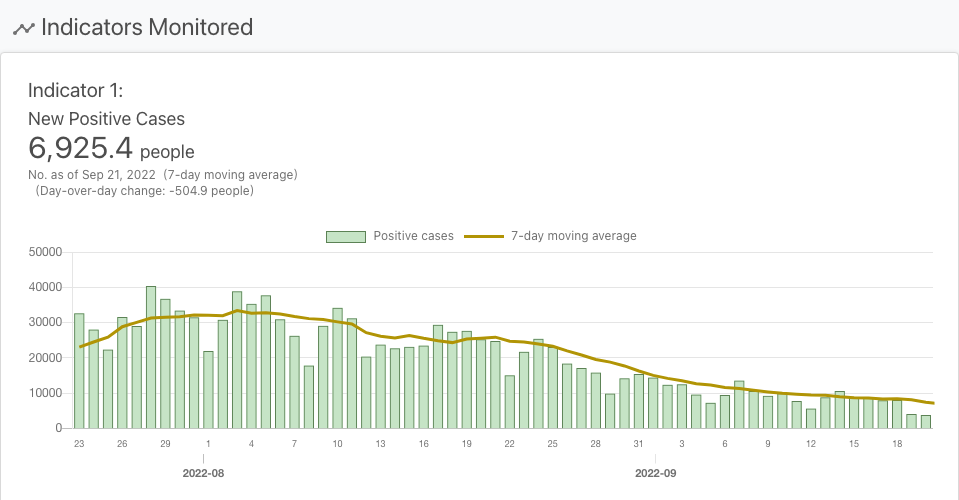 Indicators Monitored
Indicator 1:
New Positive Cases
6,925.4 people
No. as of Sep 21, 2022 (7-day moving average)
(Day-over-day change: -504.9 people)
Positive cases 7-day moving average
50000
40000
30000
20000
10000
0
23 26 29 1 4 7 10 13 16 19 22 25 28 31 3 6 9 12 15 18
2022-08 2022-09